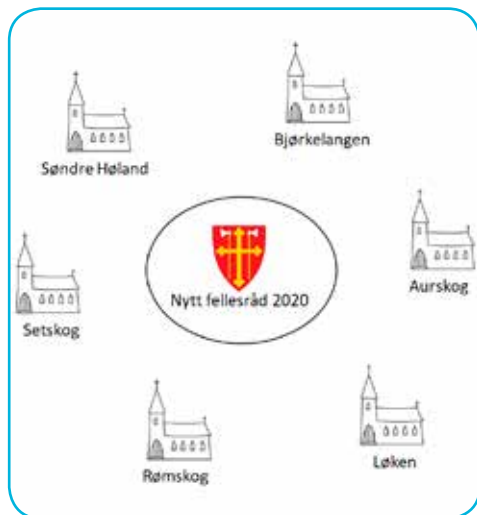 Bjørkelangen
Søndre Høland
Aurskog
Nytt fellesråd 2020
Setskog
Løken
Rømskog